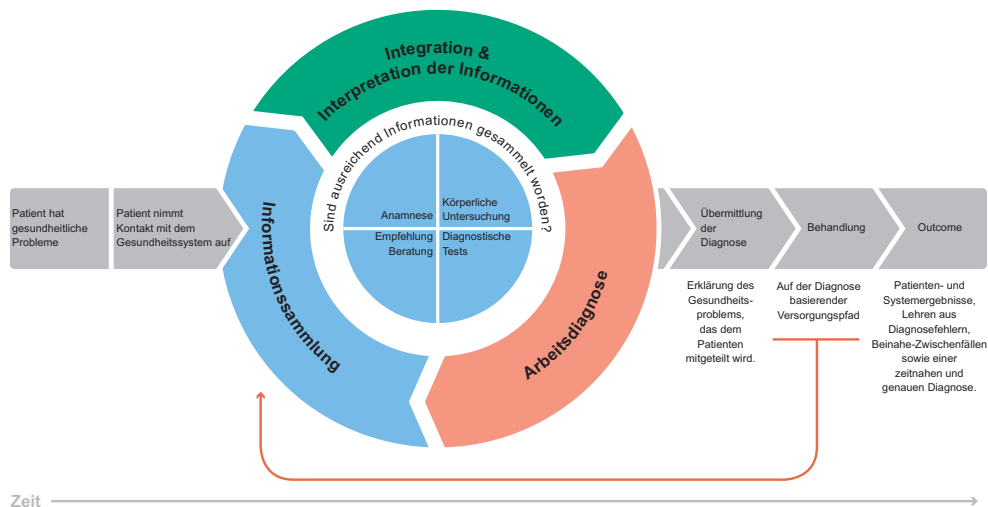 Integration &
Interpretation der Informationen
Sind ausreichend Informationen gesammelt worden?
Anamnese
Körperliche
Untersuchung
Empfehlung
Beratung
Diagnostische
Tests
Informationssammlung
Arbeitsdiagnose
Patient hat
gesundheitliche
Probleme
Patient nimmt
Kontakt mit dem
Gesundheitssystem auf
Übermittlung
der
Diagnose
Behandlung
Outcome
Erklärung des
Gesundheits-
problems,
das dem
Patienten
mitgeteilt wird.
Auf der Diagnose
basierender
Versorgungspfad
Patienten- und
Systemergebnisse,
Lehren aus
Diagnosefehlern,
Beinahe-Zwischenfällen
sowie einer
zeitnahen und
genauen Diagnose.
Zeit